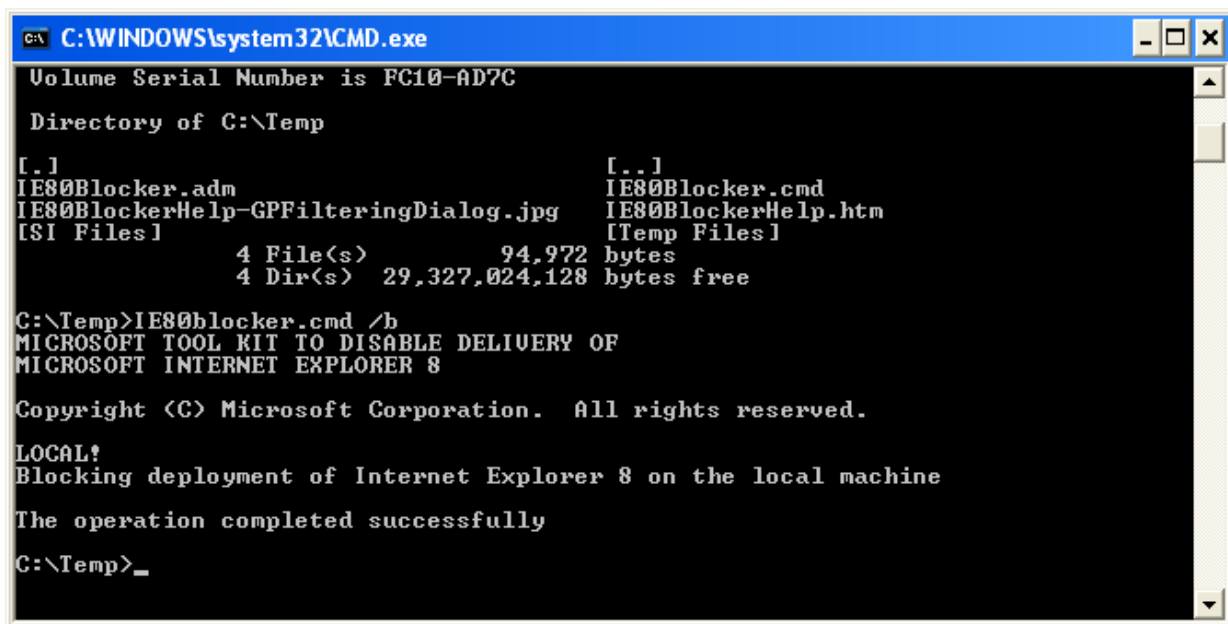 C:\WINDOWS\system32\CMD.exe
Volume Serial Number is FC10-AD7C
Directory of C:\Temp
[.] [..]
IE80Blocker.adm IE80Blocker.cmd
IE80BlockerHelp-GPFilteringDialog.jpg IE80BlockerHelp.htm
[SI Files] [Temp Files]
4 File(s) 94,972 bytes
4 Dir(s) 29,327,024,128 bytes free
C:\Temp>IE80blocker.cmd /b
MICROSOFT TOOL KIT TO DISABLE DELIVERY OF
MICROSOFT INTERNET EXPLORER 8
Copyright (C) Microsoft Corporation. All rights reserved.
LOCAL!
Blocking deployment of Internet Explorer 8 on the local machine
The operation completed successfully
C:\Temp>_